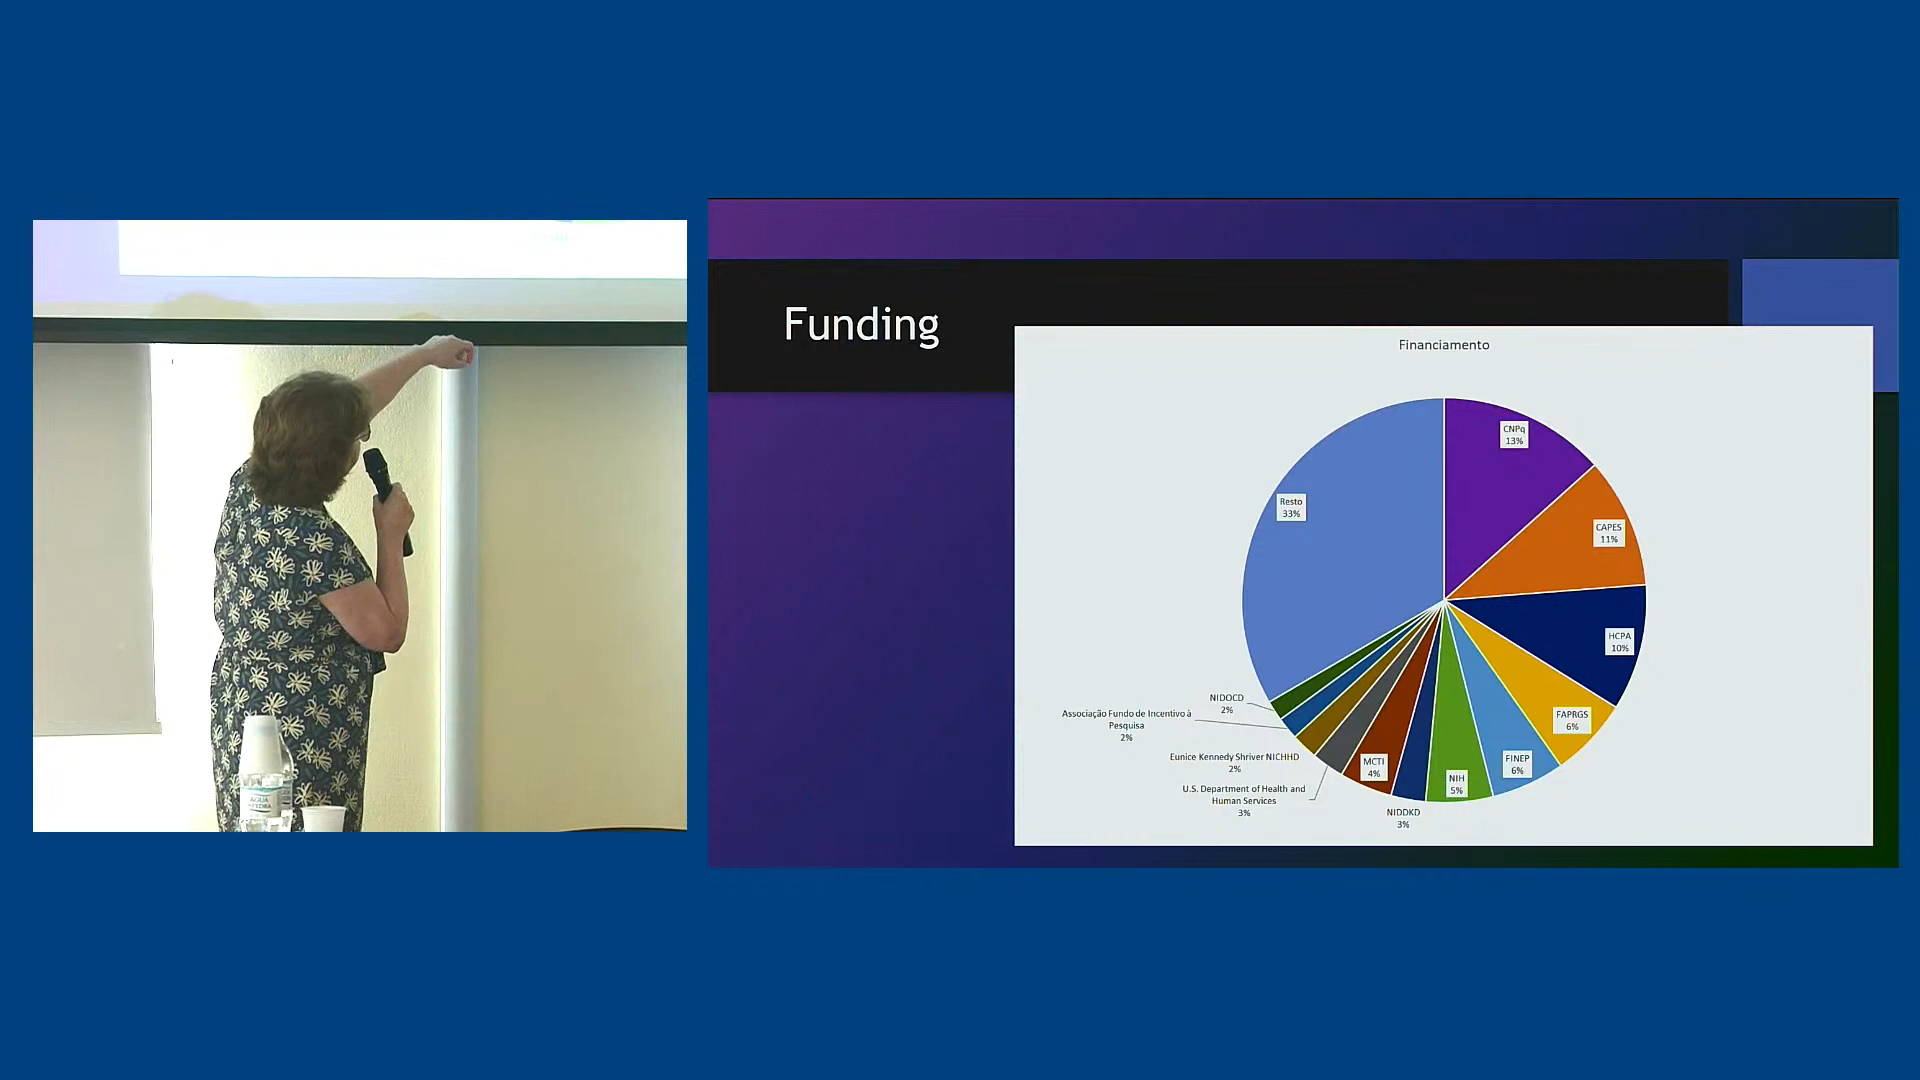 Funding
Financiamento
CNPq
13%
CAPES
11%
HCPA
10%
FAPRGS
6%
FINEP
6%
NIH
5%
NIDDKD
3%
MCTI
4%
U.S. Department of Health and
Human Services
3%
Eunice Kennedy Shriver NICHHD
2%
Associação Fundo de Incentivo à
Pesquisa
2%
NIDOCD
2%
Resto
33%
ÁGUA